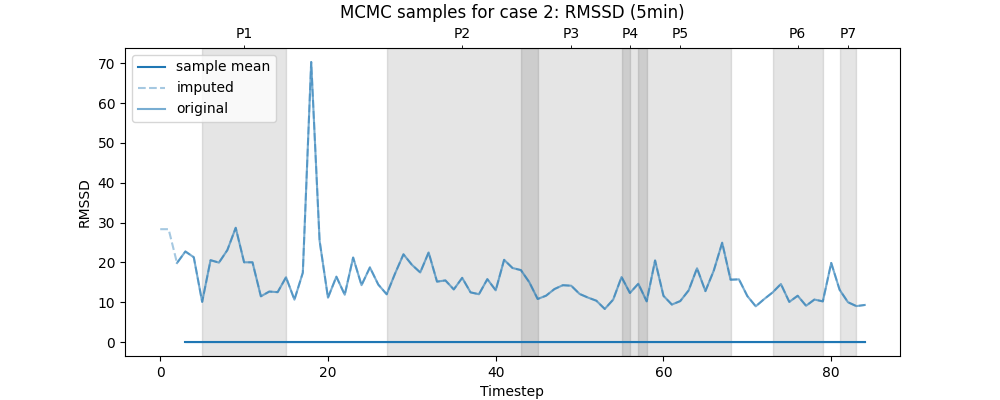 MCMC samples for case 2: RMSSD (5min)
P1 P2 P3 P4 P5 P6 P7
sample mean
imputed
original
70
60
50
40
30
20
10
0
RMSSD
0 20 40 60 80
Timestep